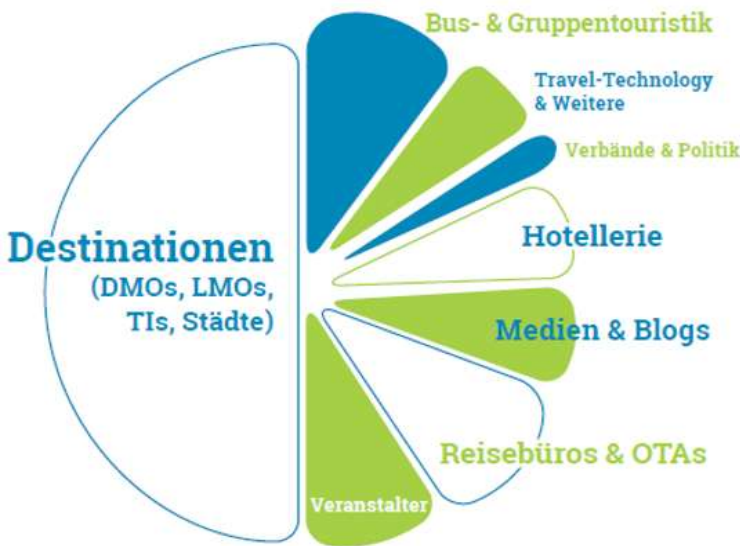 Bus- & Gruppentouristik
Travel-Technology
& Weitere
Verbände & Politik
Hotellerie
Destinationen
(DMOs, LMOs,
TIs, Städte)
Medien & Blogs
Reisebüros & OTAs
Veranstalter